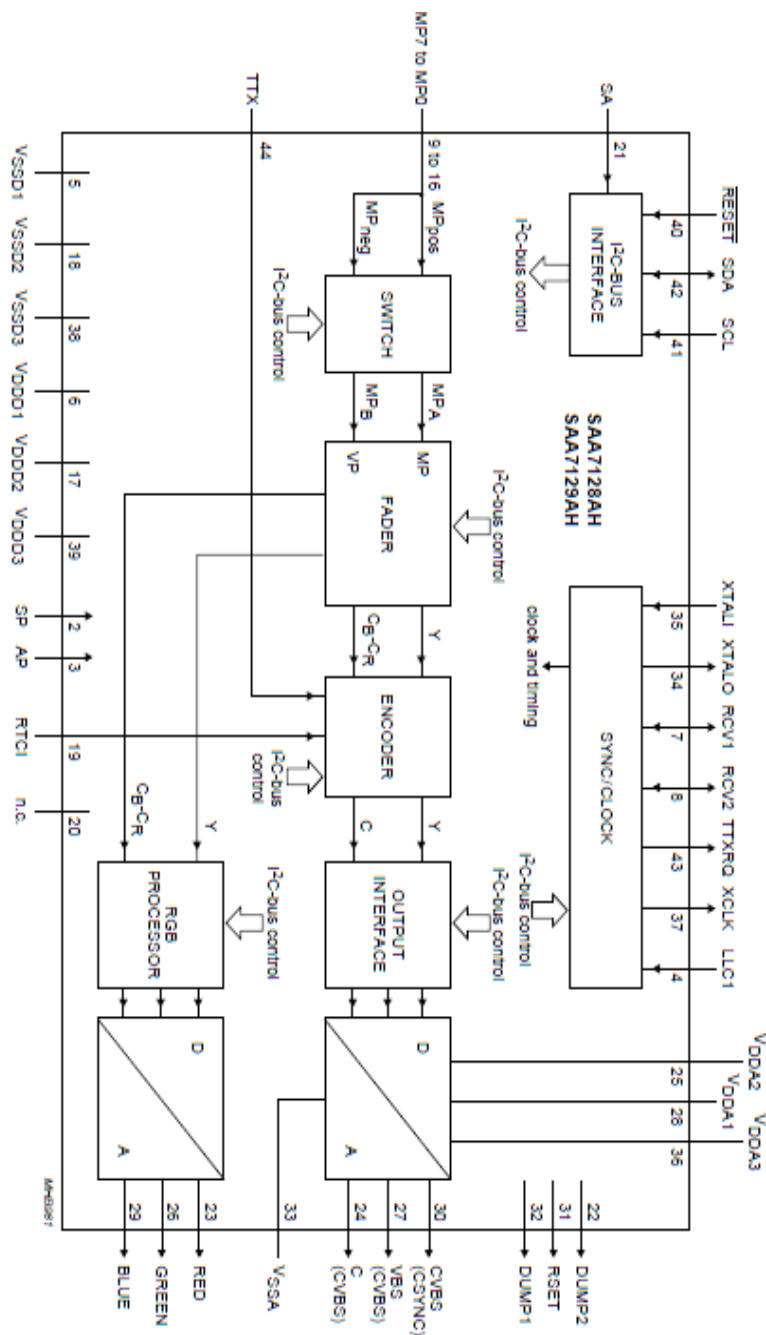 RESET SDA SCL
40 42 41
SA
21
I²C-BUS
INTERFACE
I²C-bus control
SAA7128AH
SAA7129AH
XTALI XTALO RCV1 RCV2 TTXRQ XCLK LLC1
35 34 7 8 43 37 4
SYNC/CLOCK
clock and timing
I²C-bus control
VDDA2 VDDA1 VDDA3
25 28 36
22 DUMP2
31 RSET
32 DUMP1
MP7 to MP0
9 to 16
MPpos
MPneg
SWITCH
I²C-bus control
MPA
MPB
I²C-bus control
MP
VP
FADER
Y
CB-CR
ENCODER
I²C-bus
control
Y
C
I²C-bus control
OUTPUT
INTERFACE
D
A
30 CVBS
(CSYNC)
27 VBS
(CVBS)
24 C
(CVBS)
33 VSSA
TTX
44
Y
CB-CR
I²C-bus control
RGB
PROCESSOR
D
A
23 RED
26 GREEN
29 BLUE
5 18 38 6 17 39 2 3 19 20
VSSD1 VSSD2 VSSD3 VDDD1 VDDD2 VDDD3 SP AP RTCI n.c.
MHB981